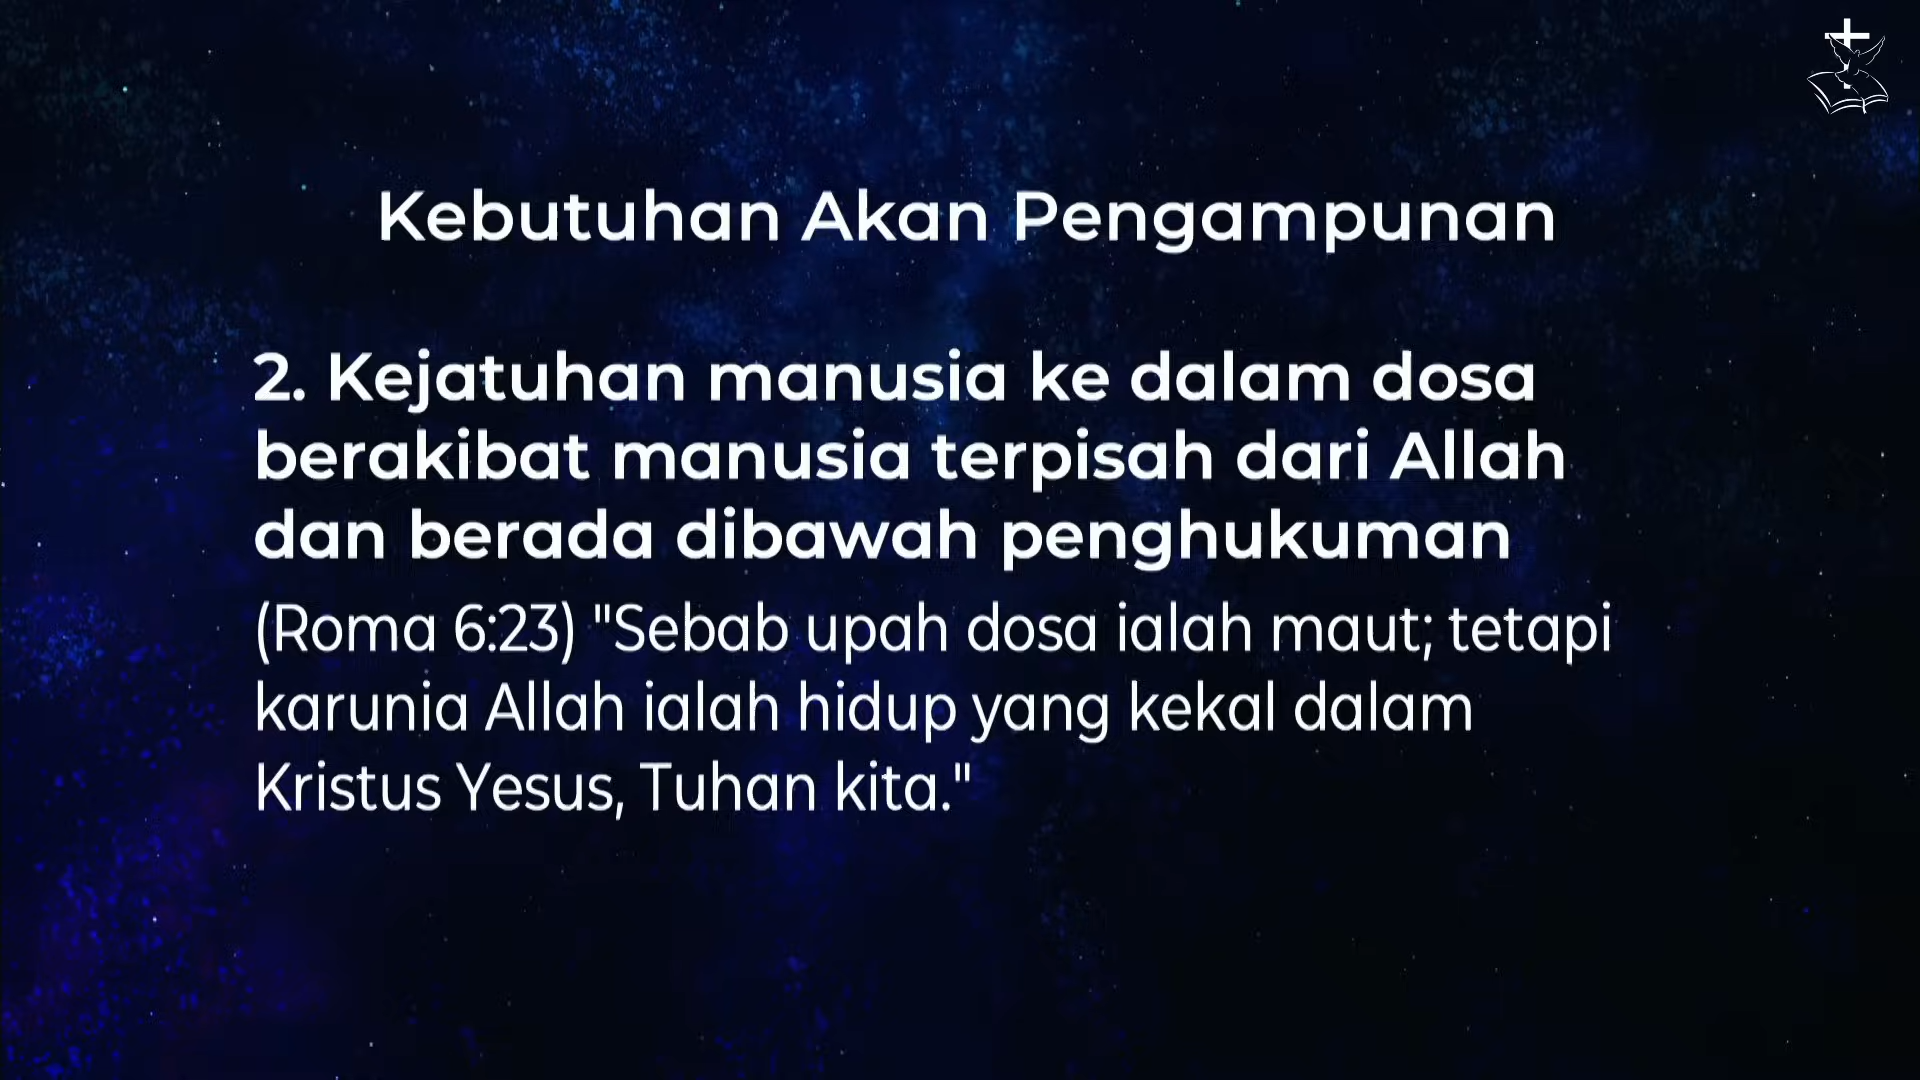 Kebutuhan Akan Pengampunan
2. Kejatuhan manusia ke dalam dosa
berakibat manusia terpisah dari Allah
dan berada dibawah penghukuman
(Roma 6:23) "Sebab upah dosa ialah maut; tetapi
karunia Allah ialah hidup yang kekal dalam
Kristus Yesus, Tuhan kita."